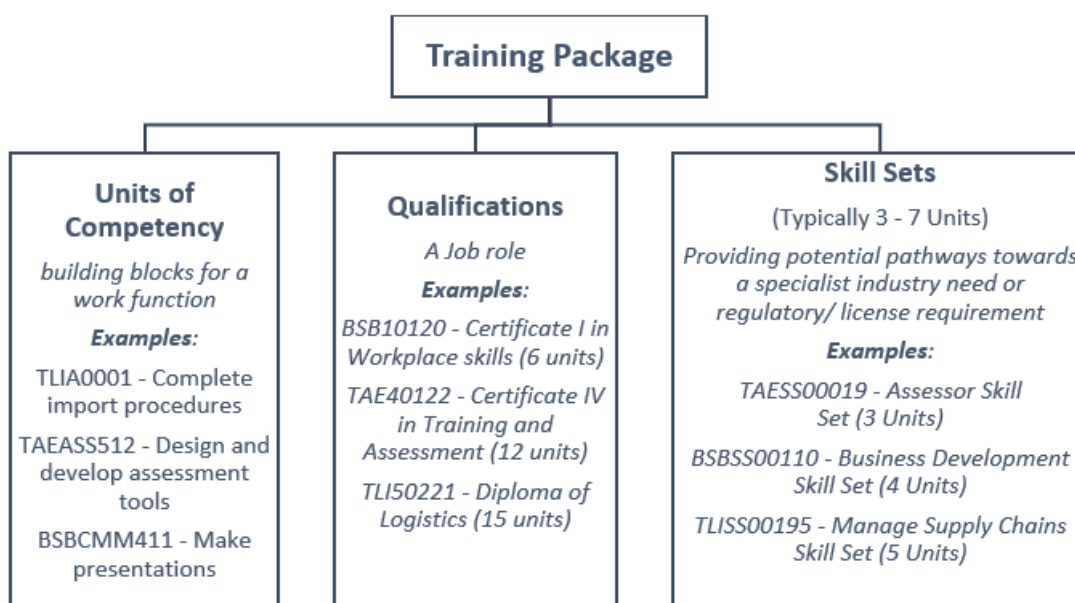 Training Package
Units of
Competency
building blocks for a
work function
Examples:
TLIA0001 - Complete
import procedures
TAEASS512 - Design and
develop assessment
tools
BSBCMM411 - Make
presentations
Qualifications
A Job role
Examples:
BSB10120 - Certificate I in
Workplace skills (6 units)
TAE40122 - Certificate IV
in Training and
Assessment (12 units)
TLI50221 - Diploma of
Logistics (15 units)
Skill Sets
(Typically 3 - 7 Units)
Providing potential pathways towards
a specialist industry need or
regulatory/ license requirement
Examples:
TAESS00019 - Assessor Skill
Set (3 Units)
BSBSS00110 - Business Development
Skill Set (4 Units)
TLISS00195 - Manage Supply Chains
Skill Set (5 Units)